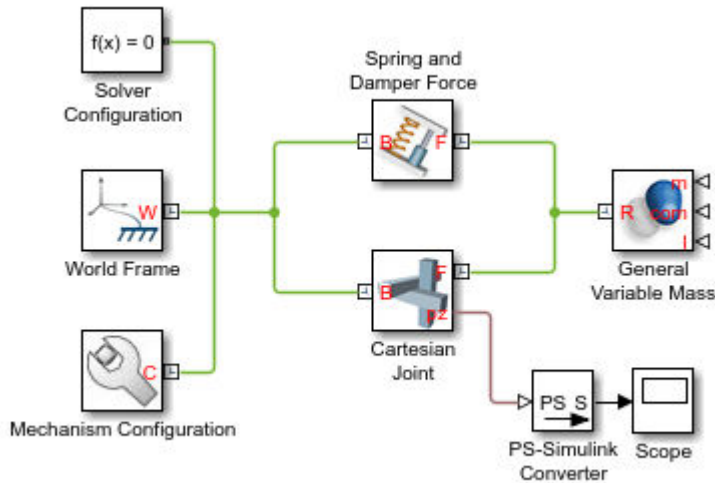 f(x) = 0
Solver
Configuration
Spring and
Damper Force
B F
W
World Frame
R m
com
I
General
Variable Mass
B F
pz
Cartesian
Joint
C
Mechanism Configuration
PS S
PS-Simulink
Converter
Scope